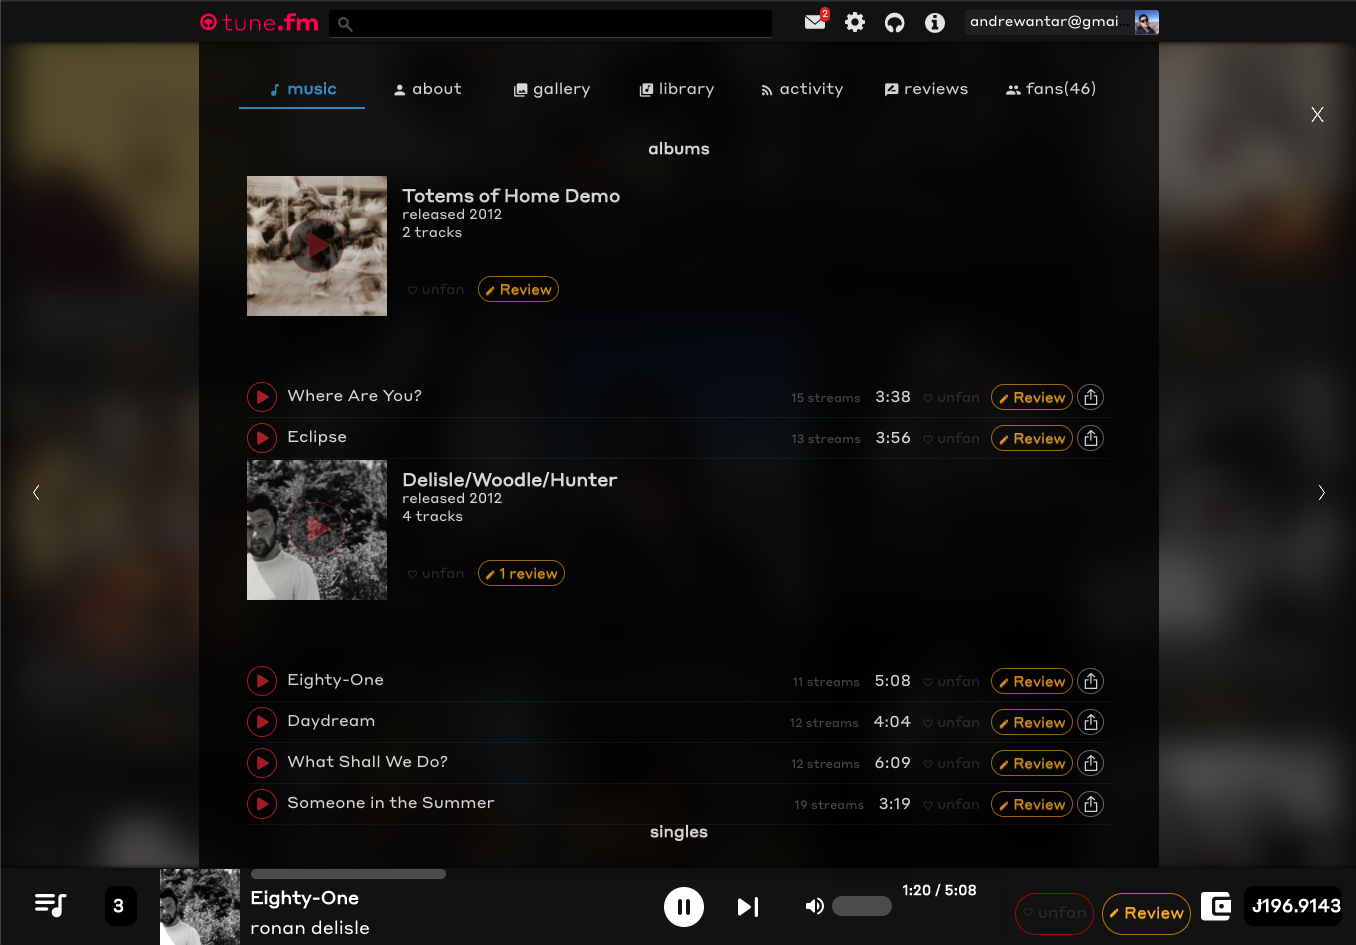 tune.fm
2
andrewantar@gmai...
music about gallery library activity reviews fans(46)
X
albums
Totems of Home Demo
released 2012
2 tracks
unfan Review
Where Are You? 15 streams 3:38 unfan Review
Eclipse 13 streams 3:56 unfan Review
Delisle/Woodle/Hunter
released 2012
4 tracks
unfan 1 review
Eighty-One 11 streams 5:08 unfan Review
Daydream 12 streams 4:04 unfan Review
What Shall We Do? 12 streams 6:09 unfan Review
Someone in the Summer 19 streams 3:19 unfan Review
singles
3
Eighty-One
ronan delisle
1:20 / 5:08
unfan Review
J196.9143